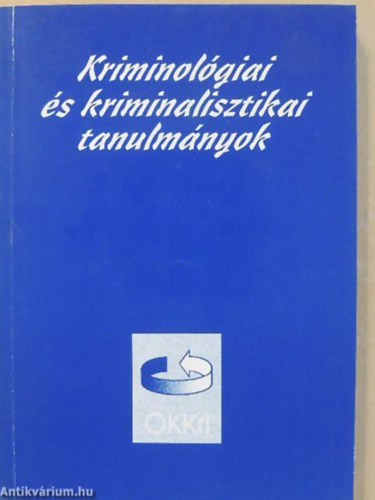 Kriminológiai
és kriminalisztikai
tanulmányok
OKKrI
Antikvárium.hu